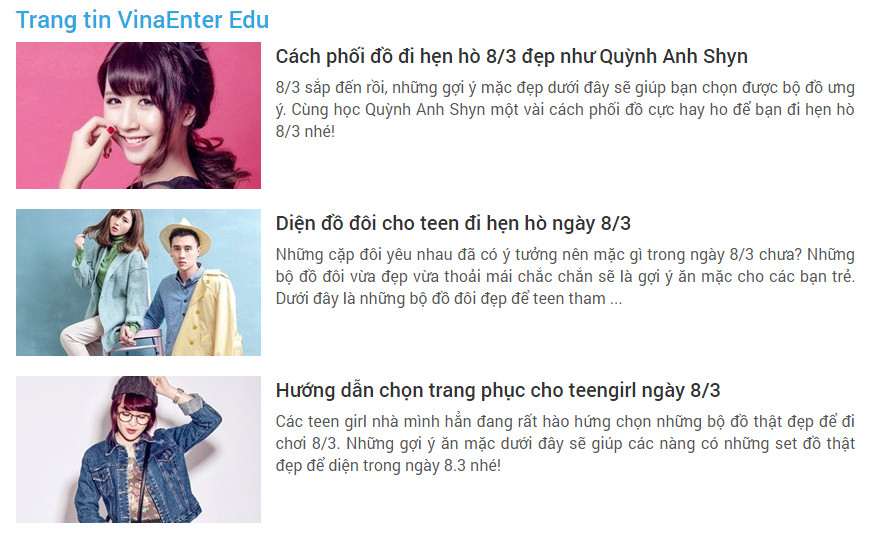 Trang tin VinaEnter Edu
Cách phối đồ đi hẹn hò 8/3 đẹp như Quỳnh Anh Shyn
8/3 sắp đến rồi, những gợi ý mặc đẹp dưới đây sẽ giúp bạn chọn được bộ đồ ưng
ý. Cùng học Quỳnh Anh Shyn một vài cách phối đồ cực hay ho để bạn đi hẹn hò
8/3 nhé!
Diện đồ đôi cho teen đi hẹn hò ngày 8/3
Những cặp đôi yêu nhau đã có ý tưởng nên mặc gì trong ngày 8/3 chưa? Những
bộ đồ đôi vừa đẹp vừa thoải mái chắc chắn sẽ là gợi ý ăn mặc cho các bạn trẻ.
Dưới đây là những bộ đồ đôi đẹp để teen tham ...
Hướng dẫn chọn trang phục cho teengirl ngày 8/3
Các teen girl nhà mình hẳn đang rất hào hứng chọn những bộ đồ thật đẹp để đi
chơi 8/3. Những gợi ý ăn mặc dưới đây sẽ giúp các nàng có những set đồ thật
đẹp để diện trong ngày 8.3 nhé!